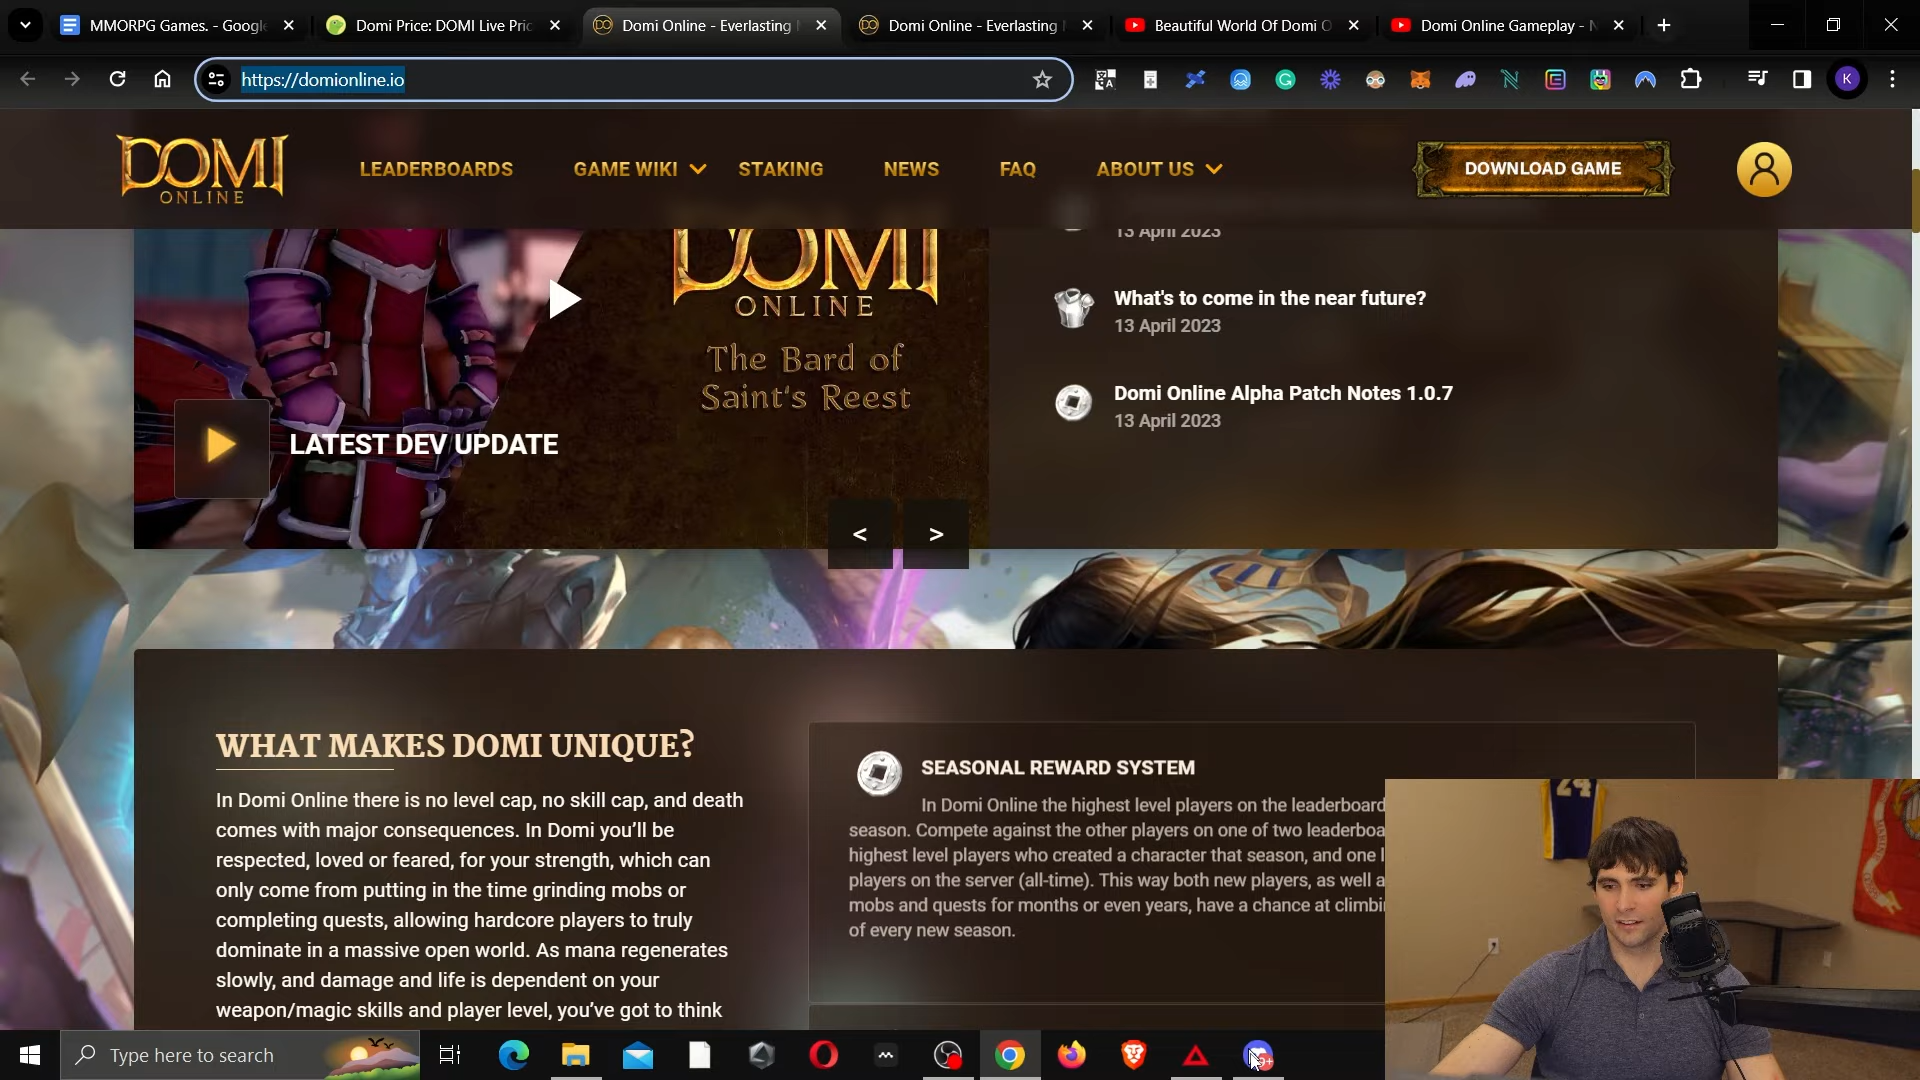 MMORPG Games. - Google
Domi Price: DOMI Live Pric
Domi Online - Everlasting
Domi Online - Everlasting
Beautiful World Of Domi O
Domi Online Gameplay - N
https://domionline.io
K
DOMI
ONLINE
LEADERBOARDS
GAME WIKI
STAKING
NEWS
FAQ
ABOUT US
DOWNLOAD GAME
DOMI
ONLINE
The Bard of
Saint's Reest
LATEST DEV UPDATE
<
>
13 April 2023
What's to come in the near future?
13 April 2023
Domi Online Alpha Patch Notes 1.0.7
13 April 2023
WHAT MAKES DOMI UNIQUE?
In Domi Online there is no level cap, no skill cap, and death
comes with major consequences. In Domi you'll be
respected, loved or feared, for your strength, which can
only come from putting in the time grinding mobs or
completing quests, allowing hardcore players to truly
dominate in a massive open world. As mana regenerates
slowly, and damage and life is dependent on your
weapon/magic skills and player level, you've got to think
SEASONAL REWARD SYSTEM
In Domi Online the highest level players on the leaderboard
season. Compete against the other players on one of two leaderboa
highest level players who created a character that season, and one l
players on the server (all-time). This way both new players, as well a
mobs and quests for months or even years, have a chance at climbi
of every new season.
24
Type here to search